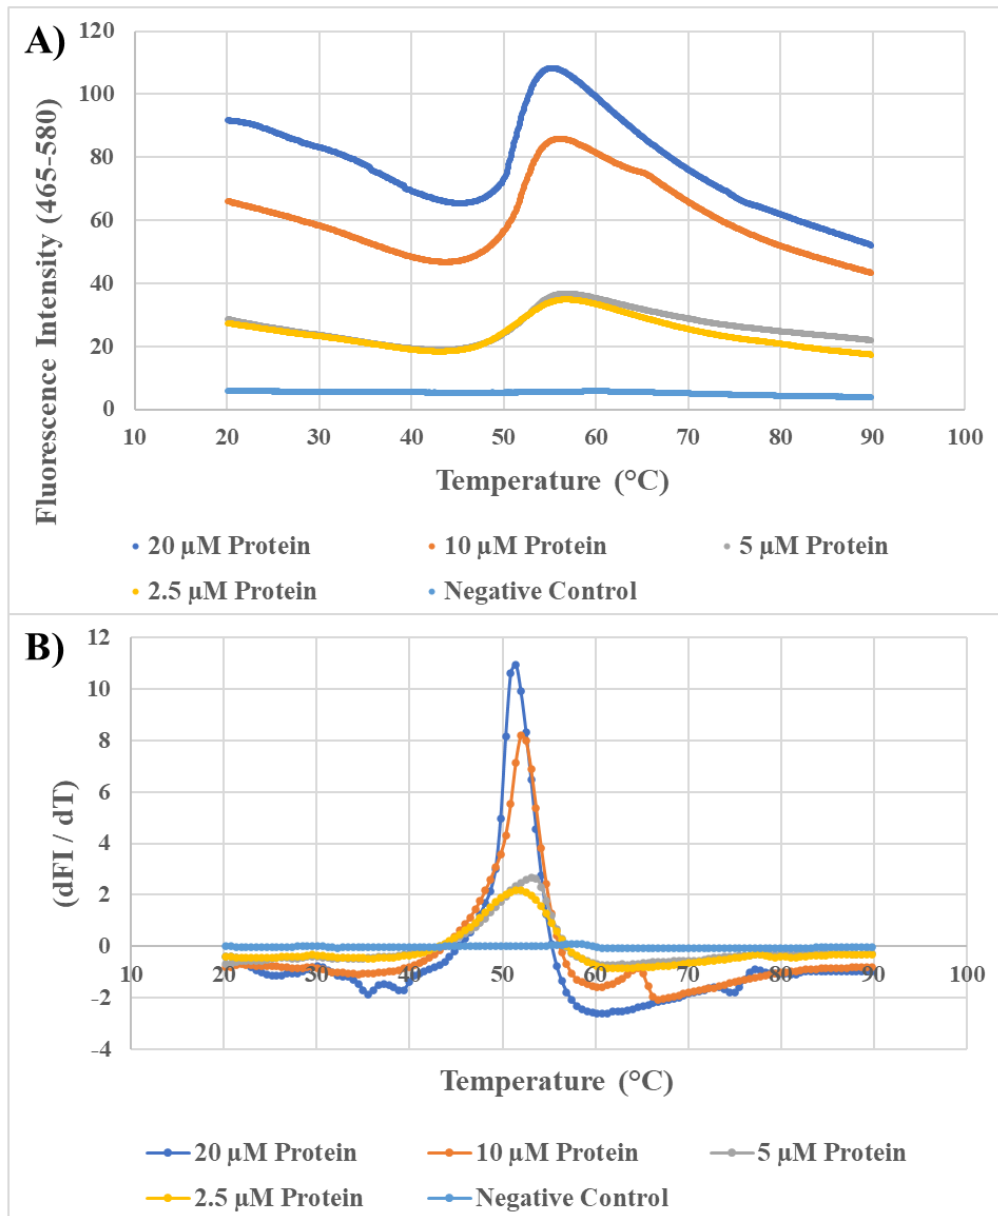 A)
120
100
80
60
40
20
0
10 20 30 40 50 60 70 80 90 100
Fluorescence Intensity (465-580)
Temperature (°C)
20 µM Protein 10 µM Protein 5 µM Protein
2.5 µM Protein Negative Control
B)
12
10
8
6
4
2
0
-2
-4
10 20 30 40 50 60 70 80 90 100
(dFI / dT)
Temperature (°C)
20 µM Protein 10 µM Protein 5 µM Protein
2.5 µM Protein Negative Control